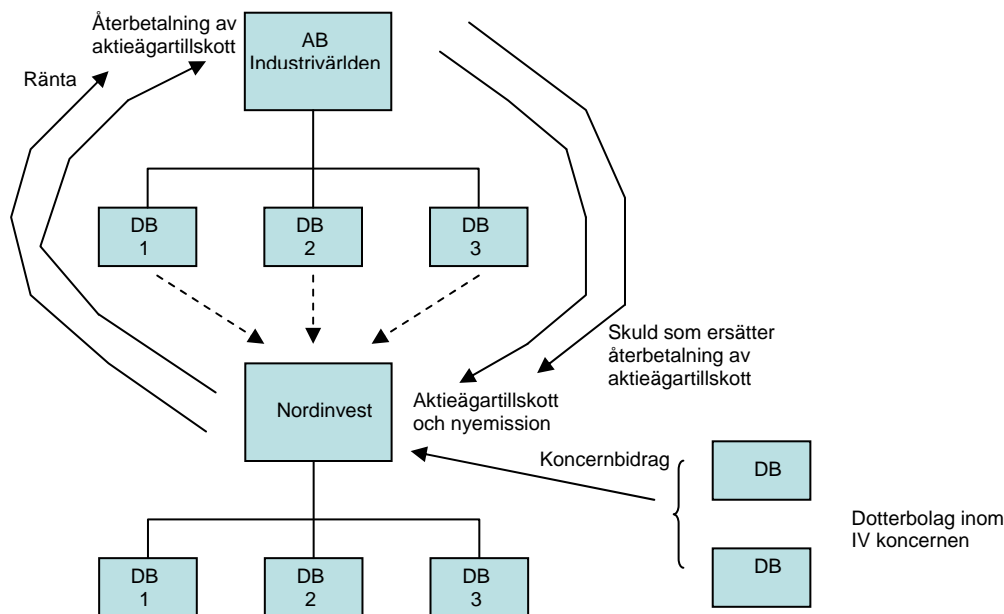 Återbetalning av
aktieägartillskott
Ränta
AB
Industrivärlden
DB
1
DB
2
DB
3
Skuld som ersätter
återbetalning av
aktieägartillskott
Nordinvest
Aktieägartillskott
och nyemission
Koncernbidrag
DB
DB
Dotterbolag inom
IV koncernen
DB
1
DB
2
DB
3